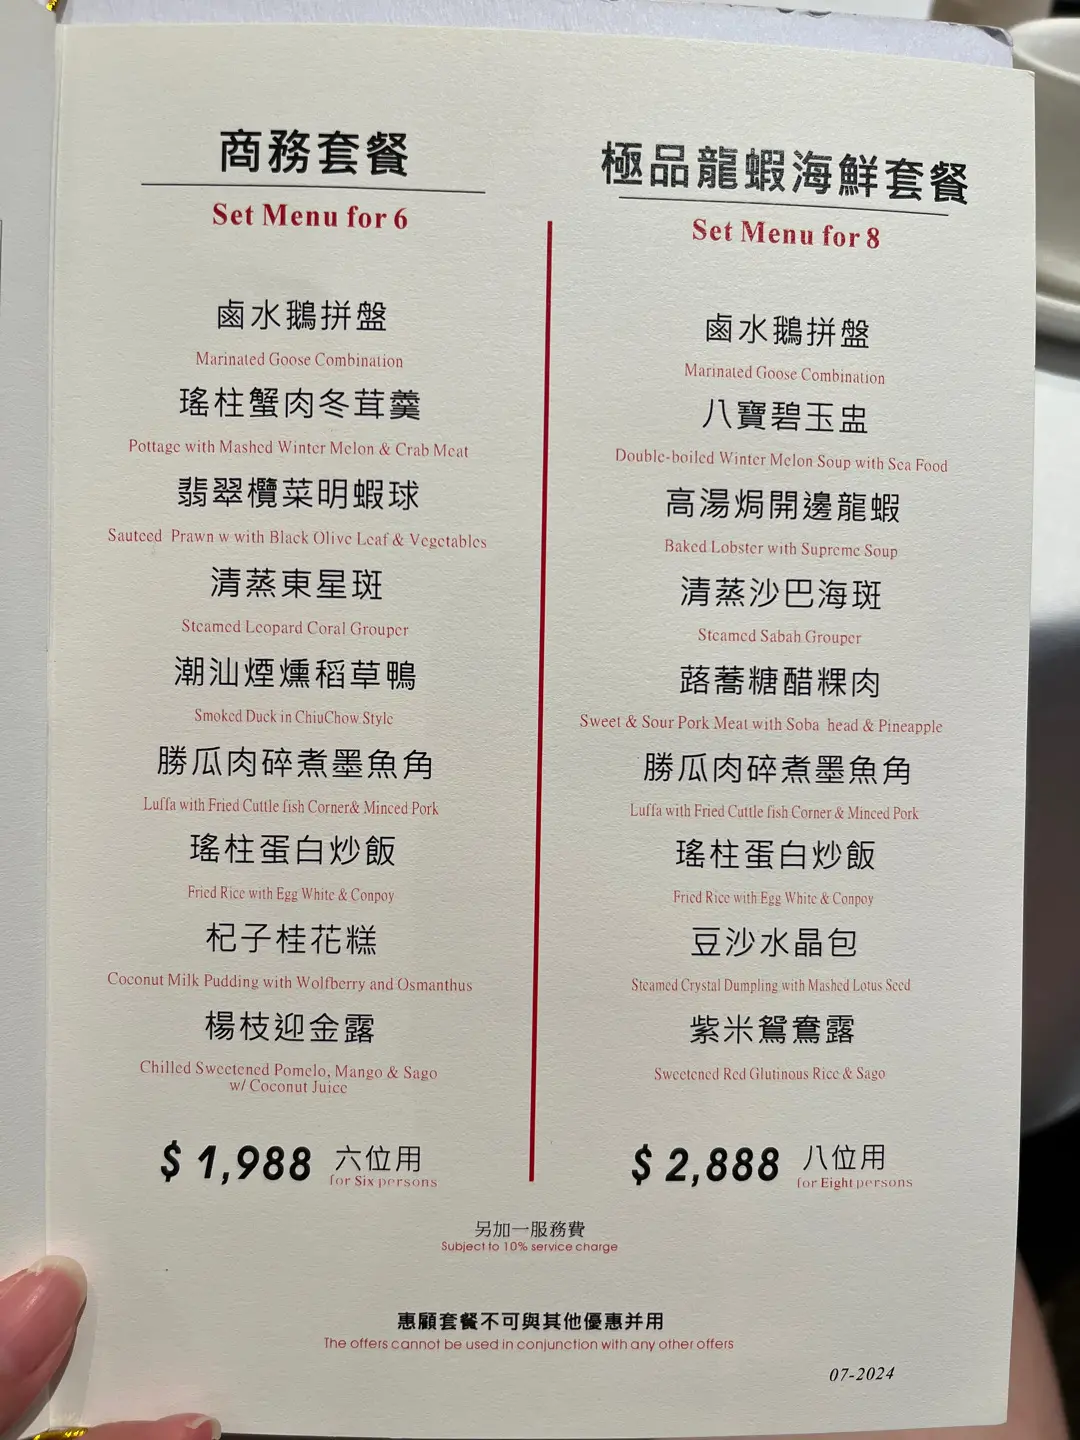 商務套餐
Set Menu for 6
鹵水鵝拼盤
Marinated Goose Combination
瑤柱蟹肉冬茸羹
Pottage with Mashed Winter Melon & Crab Meat
翡翠欖菜明蝦球
Sauteed Prawn w with Black Olive Leaf & Vegetables
清蒸東星斑
Steamed Leopard Coral Grouper
潮汕煙燻稻草鴨
Smoked Duck in ChiuChow Style
勝瓜肉碎煮墨魚角
Luffa with Fried Cuttle fish Corner& Minced Pork
瑤柱蛋白炒飯
Fried Rice with Egg White & Conpoy
杞子桂花糕
Coconut Milk Pudding with Wolfberry and Osmanthus
楊枝迎金露
Chilled Sweetened Pomelo, Mango & Sago
w/ Coconut Juice
$ 1,988 六位用
for Six persons
極品龍蝦海鮮套餐
Set Menu for 8
鹵水鵝拼盤
Marinated Goose Combination
八寶碧玉盅
Double-boiled Winter Melon Soup with Sea Food
高湯焗開邊龍蝦
Baked Lobster with Supreme Soup
清蒸沙巴海斑
Steamed Sabah Grouper
蕗蕎糖醋粿肉
Sweet & Sour Pork Meat with Soba head & Pineapple
勝瓜肉碎煮墨魚角
Luffa with Fried Cuttle fish Corner & Minced Pork
瑤柱蛋白炒飯
Fried Rice with Egg White & Conpoy
豆沙水晶包
Steamed Crystal Dumpling with Mashed Lotus Seed
紫米鴛鴦露
Sweetened Red Glutinous Rice & Sago
$ 2,888 八位用
for Eight persons
另加一服務費
Subject to 10% service charge
惠顧套餐不可與其他優惠并用
The offers cannot be used in conjunction with any other offers
07-2024